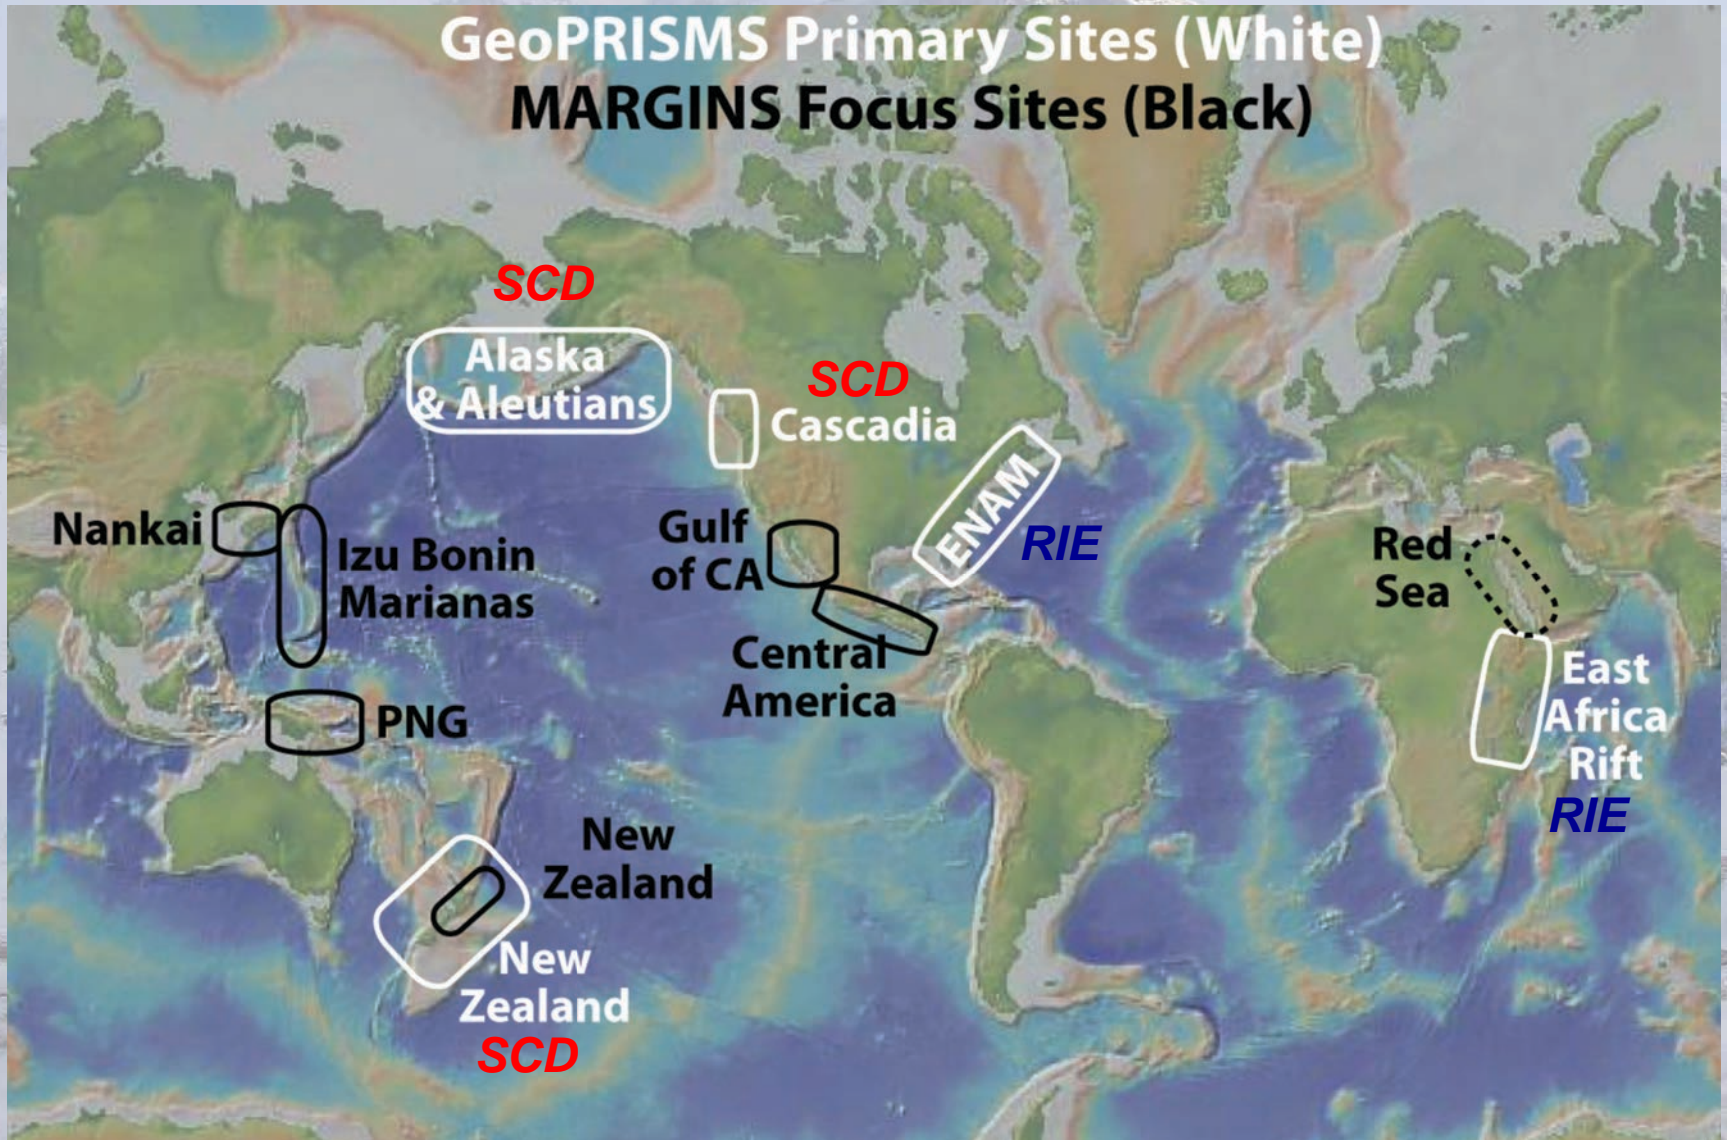 GeoPRISMS Primary Sites (White)
MARGINS Focus Sites (Black)
SCD
Alaska
& Aleutians
SCD
Cascadia
ENAM
RIE
Nankai
Izu Bonin
Marianas
Gulf
of CA
Central
America
Red
Sea
East
Africa
Rift
RIE
PNG
New
Zealand
New
Zealand
SCD